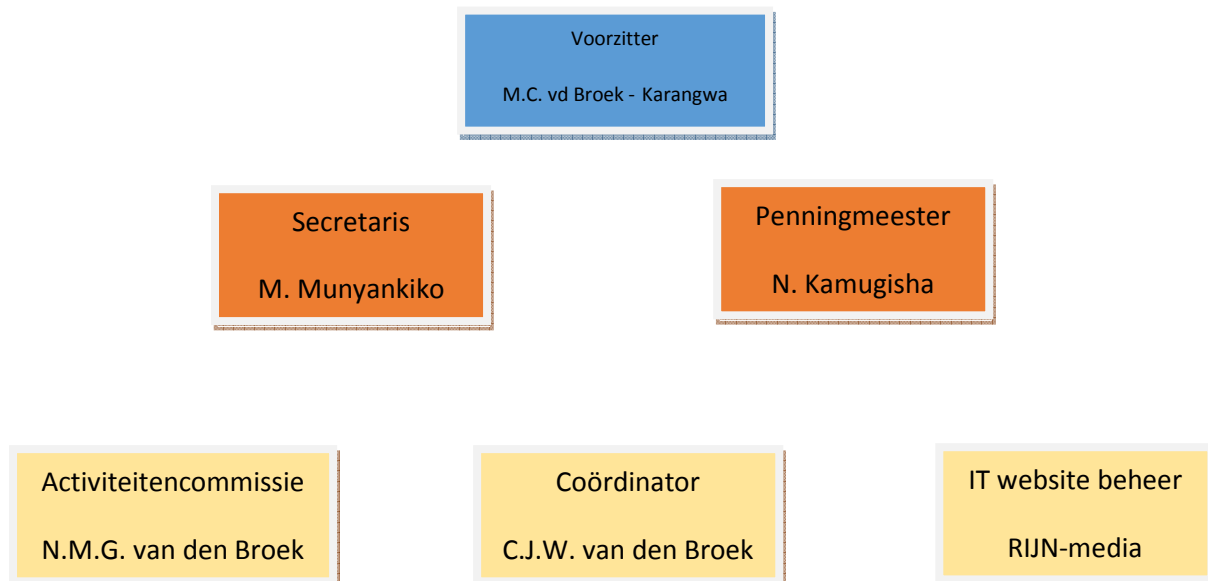 Voorzitter
M.C. vd Broek - Karangwa
Secretaris
M. Munyankiko
Penningmeester
N. Kamugisha
Activiteitencommissie
N.M.G. van den Broek
Coördinator
C.J.W. van den Broek
IT website beheer
RIJN-media